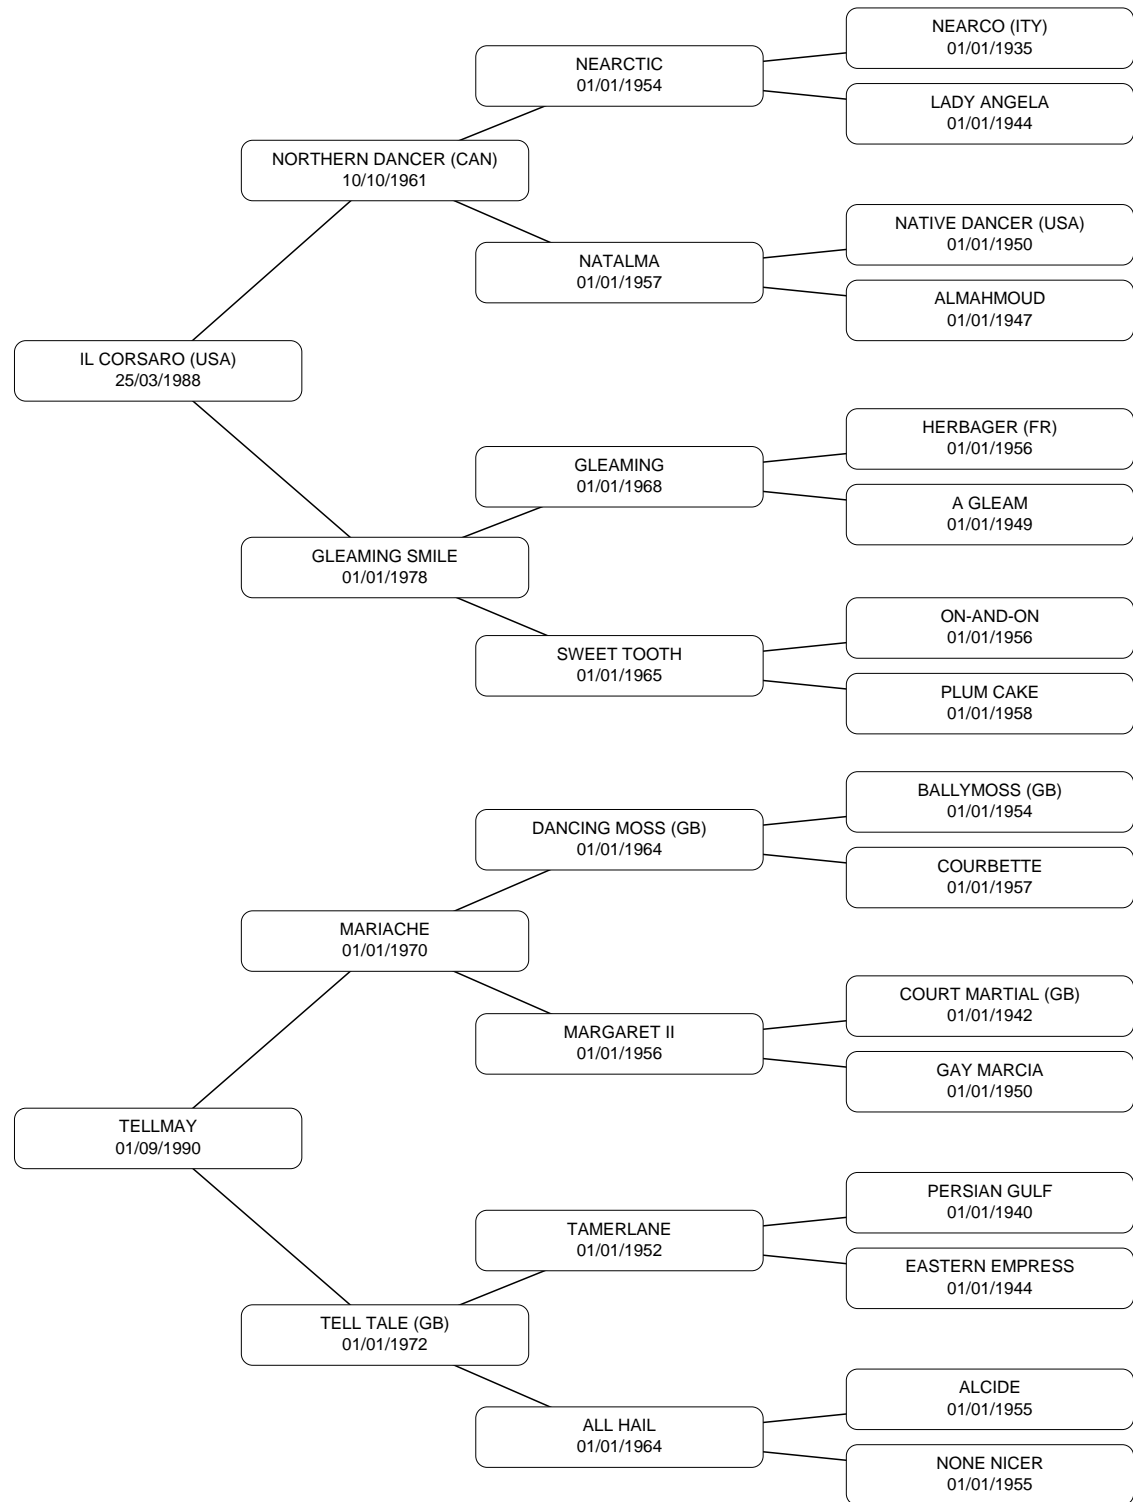 NEARCO (ITY)
01/01/1935
NEARCTIC
01/01/1954
LADY ANGELA
01/01/1944
NORTHERN DANCER (CAN)
10/10/1961
NATIVE DANCER (USA)
01/01/1950
NATALMA
01/01/1957
ALMAHMOUD
01/01/1947
IL CORSARO (USA)
25/03/1988
HERBAGER (FR)
01/01/1956
GLEAMING
01/01/1968
A GLEAM
01/01/1949
GLEAMING SMILE
01/01/1978
ON-AND-ON
01/01/1956
SWEET TOOTH
01/01/1965
PLUM CAKE
01/01/1958
BALLYMOSS (GB)
01/01/1954
DANCING MOSS (GB)
01/01/1964
COURBETTE
01/01/1957
MARIACHE
01/01/1970
COURT MARTIAL (GB)
01/01/1942
MARGARET II
01/01/1956
GAY MARCIA
01/01/1950
TELLMAY
01/09/1990
PERSIAN GULF
01/01/1940
TAMERLANE
01/01/1952
EASTERN EMPRESS
01/01/1944
TELL TALE (GB)
01/01/1972
ALCIDE
01/01/1955
ALL HAIL
01/01/1964
NONE NICER
01/01/1955